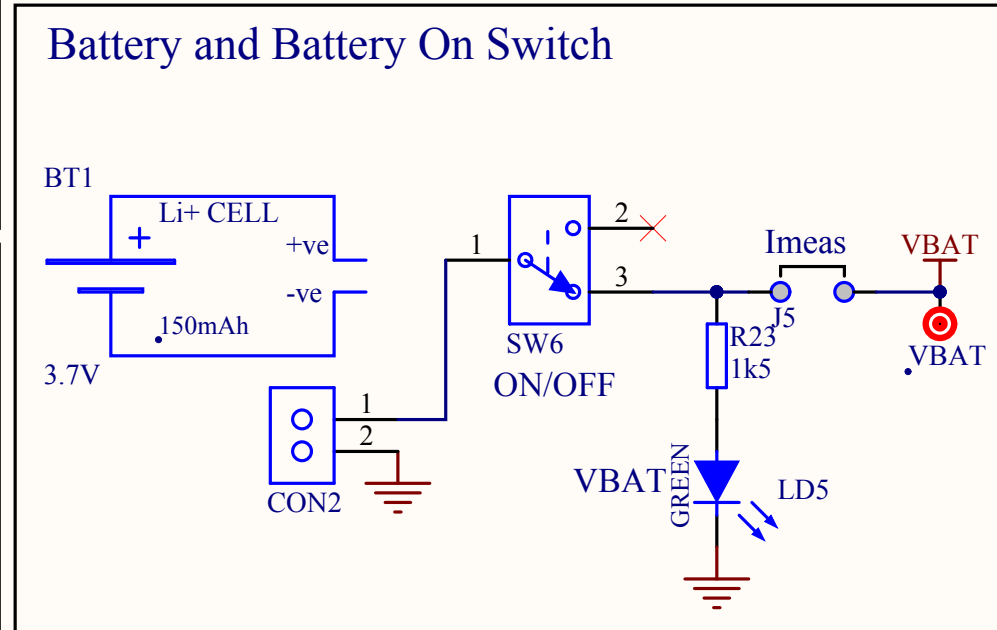 Battery and Battery On Switch
BT1
Li+ CELL
+
+ve
-ve
150mAh
3.7V
1
2
CON2
1
2
3
SW6
ON/OFF
Imeas
J5
VBAT
VBAT
R23
1k5
VBAT
GREEN
LD5